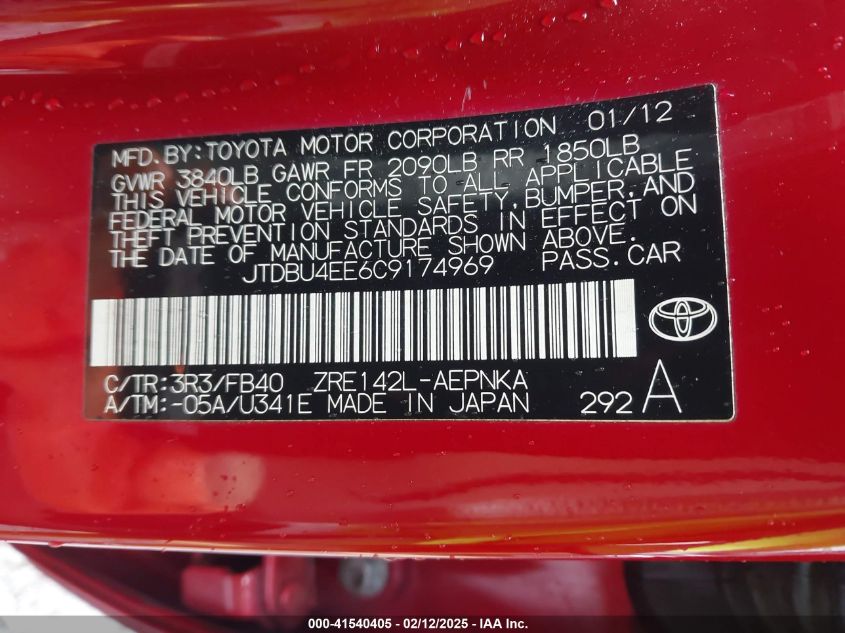 MFD. BY: TOYOTA MOTOR CORPORATION 01/12
GVWR 3840LB GAWR FR 2090LB RR 1850LB
THIS VEHICLE CONFORMS TO ALL APPLICABLE
FEDERAL MOTOR VEHICLE SAFETY, BUMPER, AND
THEFT PREVENTION STANDARDS IN EFFECT ON
THE DATE OF MANUFACTURE SHOWN ABOVE.
JTDBU4EE6C9174969 PASS. CAR
C/TR: 3R3/FB40 ZRE142L-AEPNKA
A/TM: -05A/U341E MADE IN JAPAN 292 A
000-41540405 - 02/12/2025 - IAA Inc.